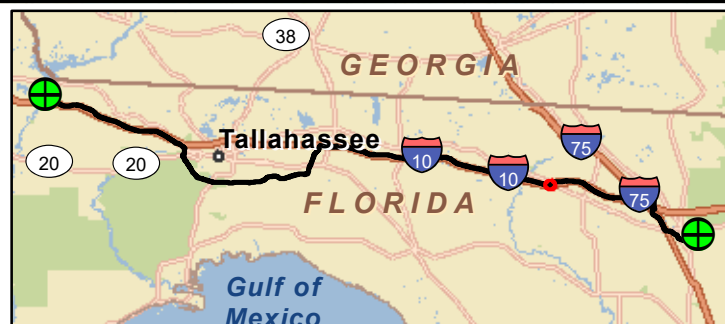 38
GEORGIA
Tallahassee
75
10
20
20
10
75
FLORIDA
Gulf of
Mexico